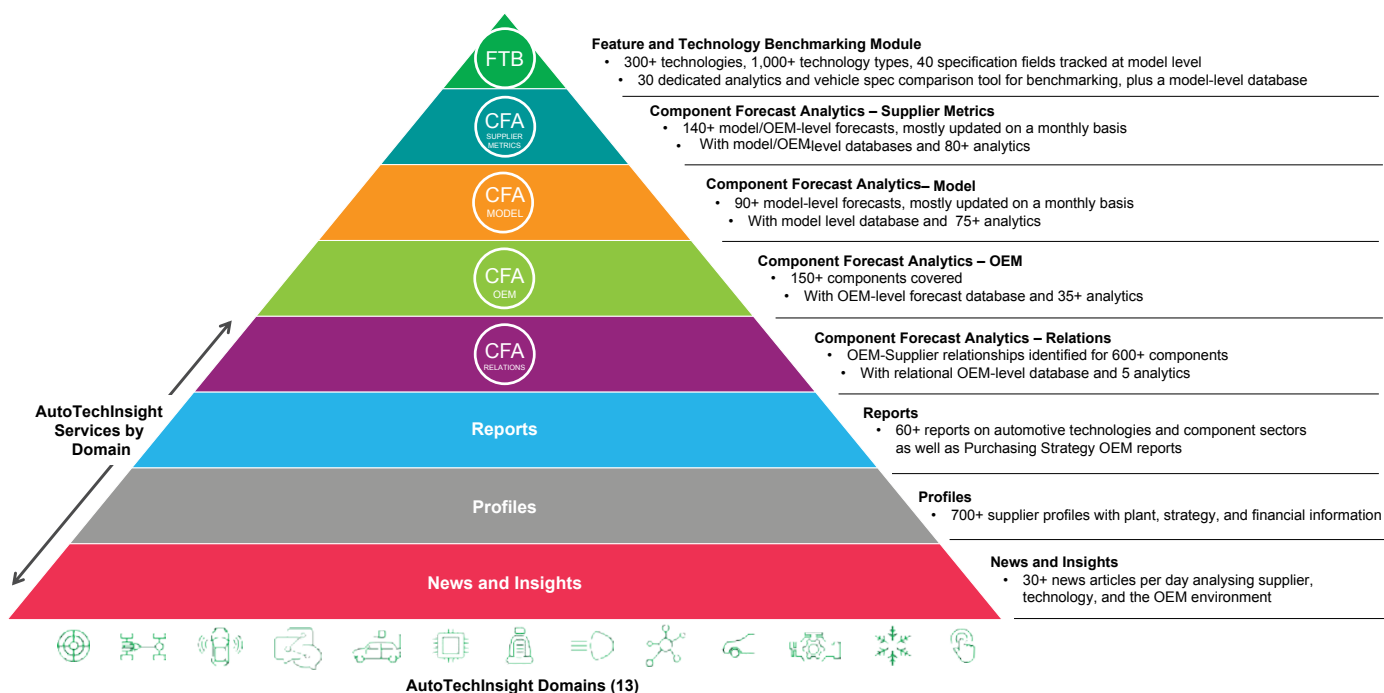 FTB
Feature and Technology Benchmarking Module
• 300+ technologies, 1,000+ technology types, 40 specification fields tracked at model level
• 30 dedicated analytics and vehicle spec comparison tool for benchmarking, plus a model-level database
CFA
SUPPLIER
METRICS
Component Forecast Analytics – Supplier Metrics
• 140+ model/OEM-level forecasts, mostly updated on a monthly basis
• With model/OEM-level databases and 80+ analytics
CFA
MODEL
Component Forecast Analytics – Model
• 90+ model-level forecasts, mostly updated on a monthly basis
• With model level database and 75+ analytics
CFA
OEM
Component Forecast Analytics – OEM
• 150+ components covered
• With OEM-level forecast database and 35+ analytics
CFA
RELATIONS
Component Forecast Analytics – Relations
• OEM-Supplier relationships identified for 600+ components
• With relational OEM-level database and 5 analytics
AutoTechInsight
Services by
Domain
Reports
Reports
• 60+ reports on automotive technologies and component sectors
as well as Purchasing Strategy OEM reports
Profiles
Profiles
• 700+ supplier profiles with plant, strategy, and financial information
News and Insights
News and Insights
• 30+ news articles per day analysing supplier,
technology, and the OEM environment
AutoTechInsight Domains (13)